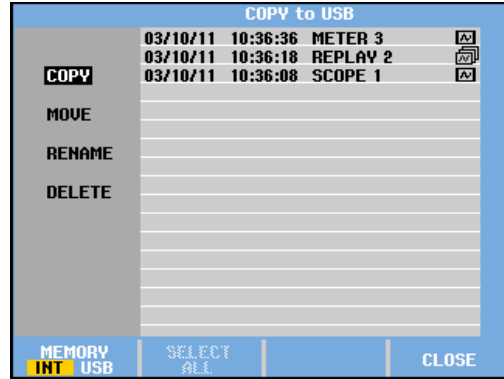 COPY to USB
03/10/11 10:36:36 METER 3
03/10/11 10:36:18 REPLAY 2
03/10/11 10:36:08 SCOPE 1
COPY
MOVE
RENAME
DELETE
MEMORY
INT USB
SELECT
ALL
CLOSE